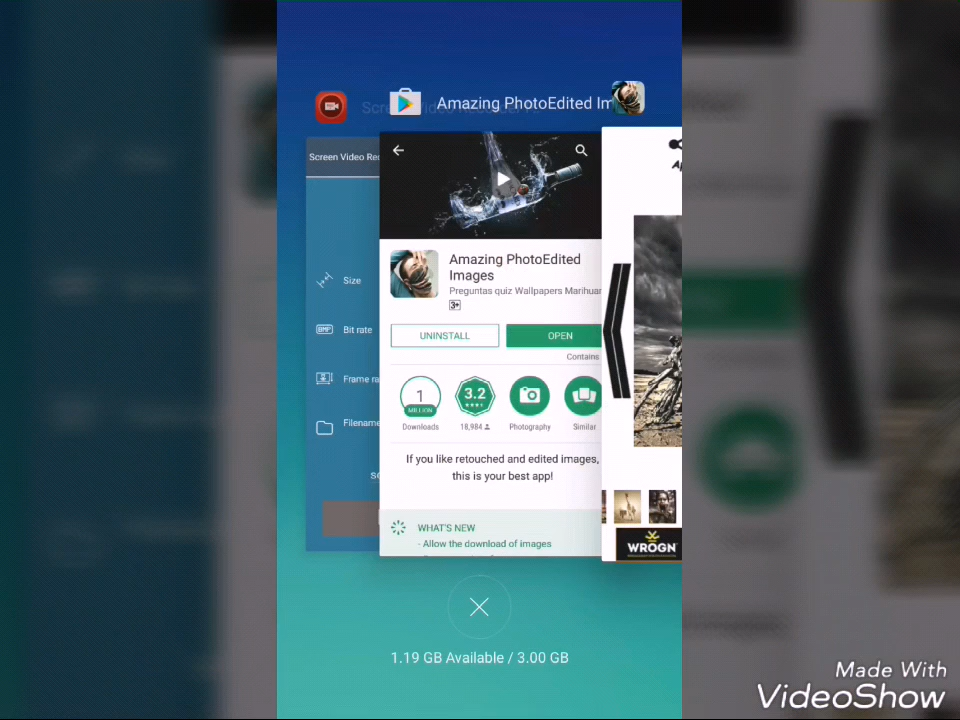 Amazing PhotoEdited Im
Screen Video Re
Size
Bit rate
Frame ra
Filename
Amazing PhotoEdited
Images
Preguntas quiz Wallpapers Marihuan
3+
UNINSTALL
OPEN
Contains
1
MILLION
3.2
Downloads
18,984
Photography
Similar
If you like retouched and edited images,
this is your best app!
WHAT'S NEW
- Allow the download of images
WROGN
1.19 GB Available / 3.00 GB
Made With
VideoShow